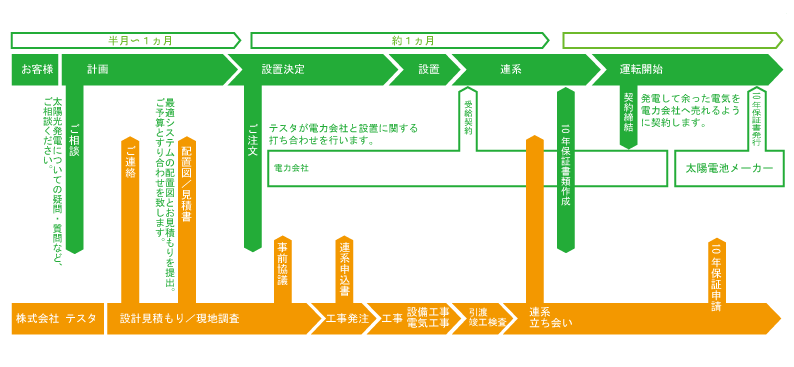 半月〜1ヵ月
約1ヵ月
お客様
計画
設置決定
設置
連系
運転開始
太陽光発電についての疑問・質問など、
ご相談ください。
ご相談
ご連絡
最適システムの配置図とお見積もりを提出。
ご予算とすり合わせを致します。
配置図／見積書
ご注文
テスタが電力会社と設置に関する
打ち合わせを行います。
電力会社
受給契約
10年保証書類作成
契約締結
発電して余った電気を
電力会社へ売れるよう
に契約します。
10年保証書発行
太陽電池メーカー
事前協議
連系申込書
10年保証申請
株式会社 テスタ
設計見積もり／現地調査
工事発注
工事
設備工事
電気工事
引渡
竣工検査
連系
立ち会い